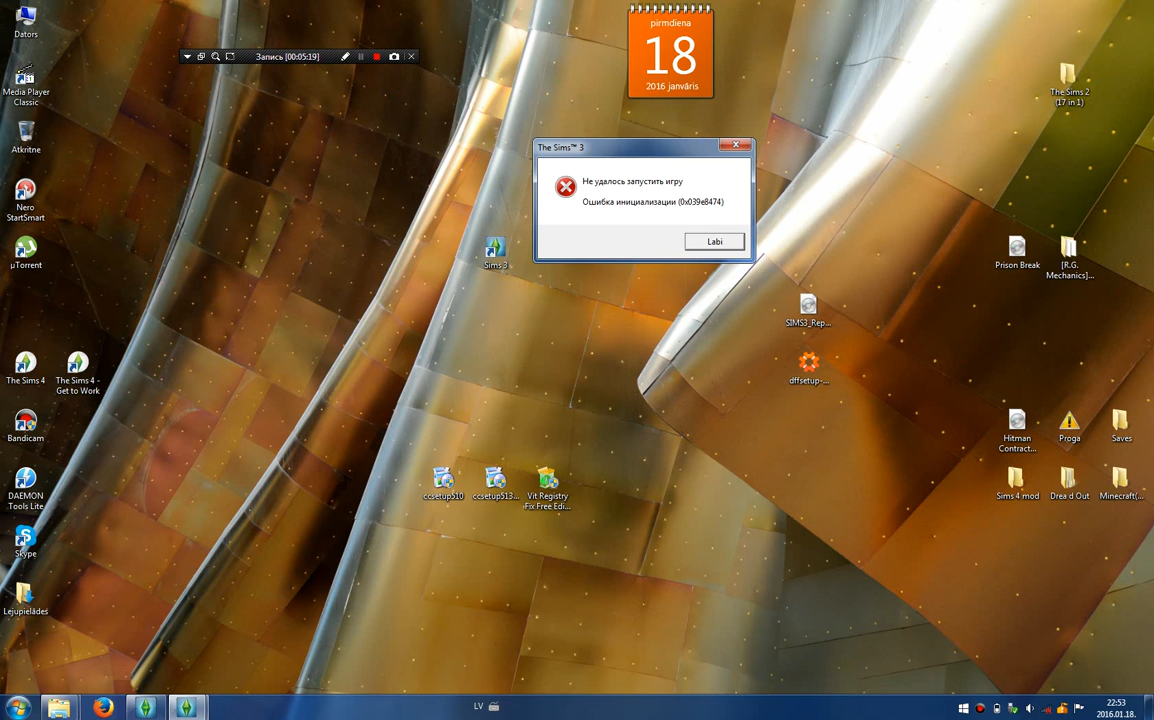 Dators
Media Player
Classic
Atkritne
Nero
StartSmart
µTorrent
The Sims 4
The Sims 4 -
Get to Work
Bandicam
DAEMON
Tools Lite
Skype
Lejupielādes
Запись [00:05:19]
pirmdiena
18
2016 janvāris
The Sims™ 3
Не удалось запустить игру
Ошибка инициализации (0x039e8474)
Labi
Sims 3
ccsetup510
ccsetup513...
Vit Registry
Fix Free Edi...
SIMS3_Rep...
dffsetup-...
The Sims 2
(17 in 1)
Prison Break
[R.G.
Mechanics]...
Hitman
Contract...
Proga
Saves
Sims 4 mod
Drea d Out
Minecraft(...
LV
22:53
2016.01.18.